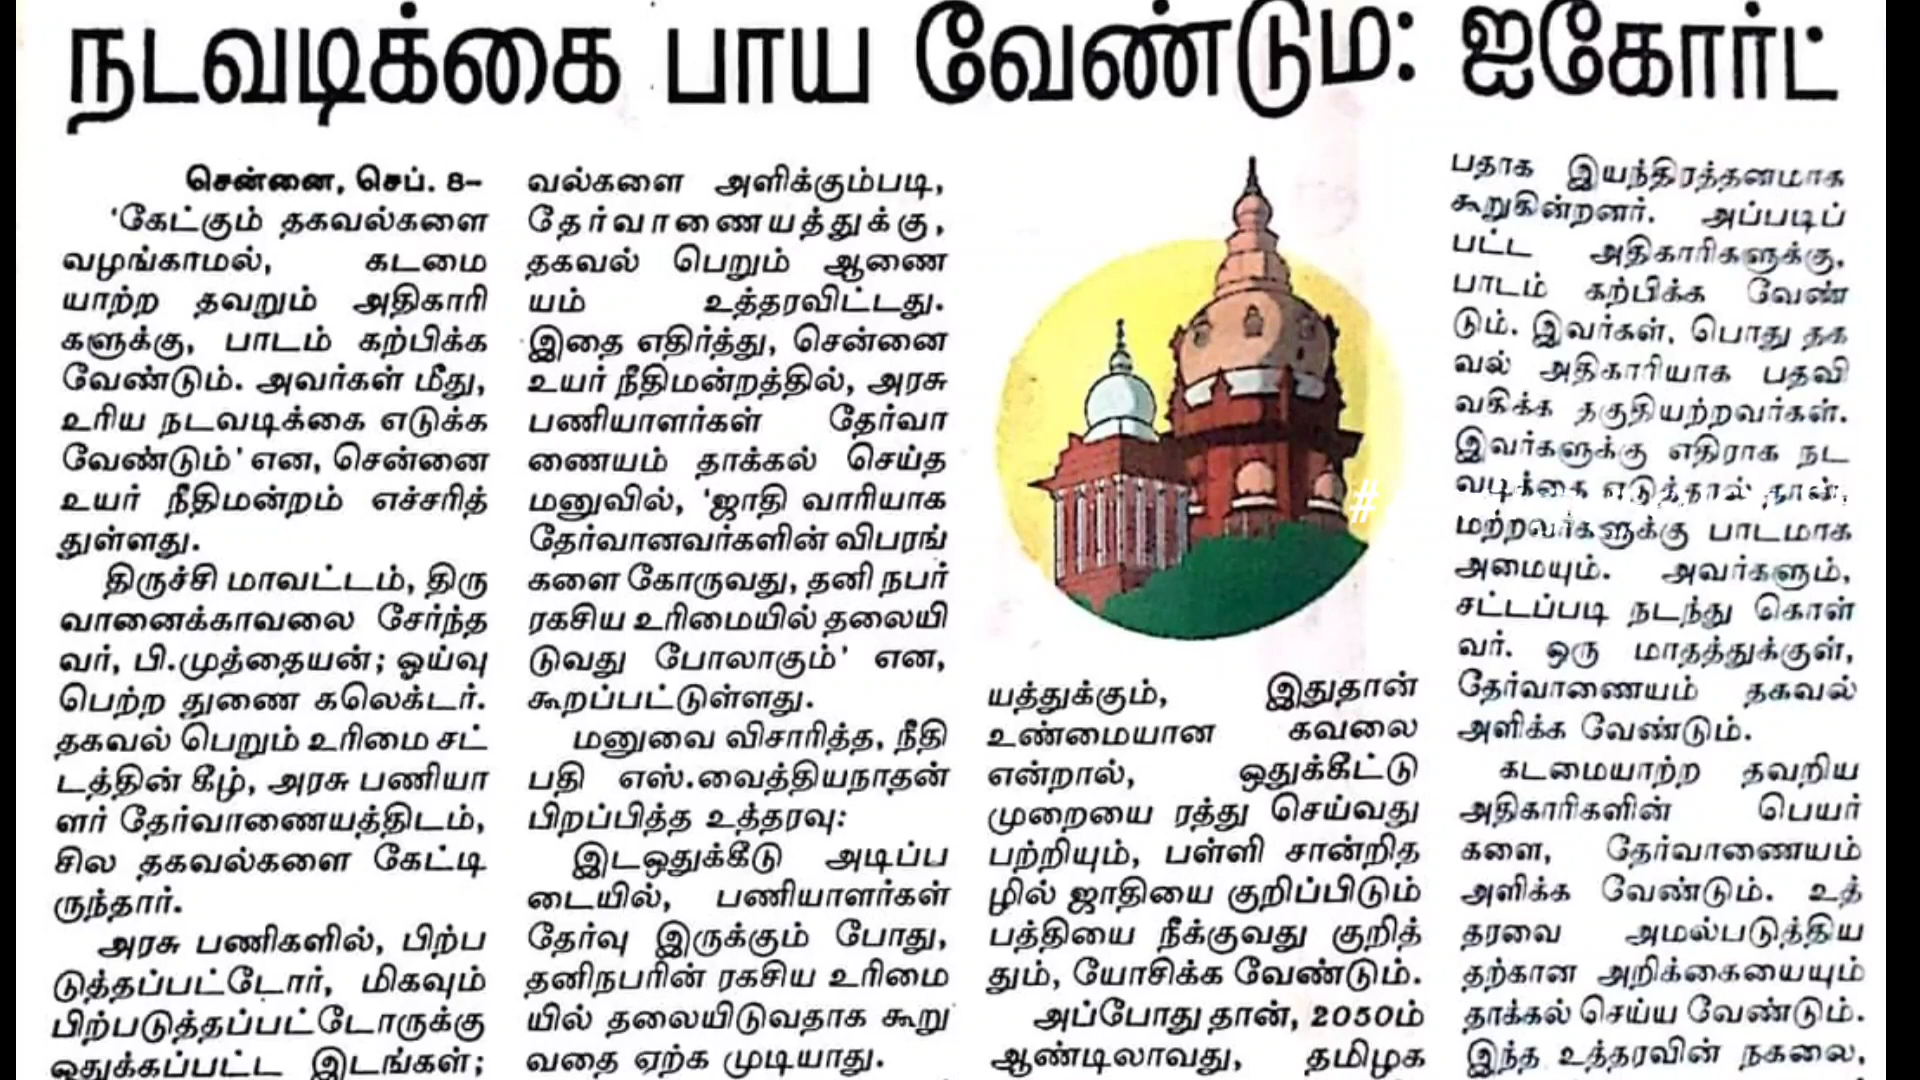 நடவடிக்கை பாய வேண்டும்: ஐகோர்ட்
சென்னை, செப். 8–
'கேட்கும் தகவல்களை
வழங்காமல், கடமை
யாற்ற தவறும் அதிகாரி
களுக்கு, பாடம் கற்பிக்க
வேண்டும். அவர்கள் மீது,
உரிய நடவடிக்கை எடுக்க
வேண்டும்' என, சென்னை
உயர் நீதிமன்றம் எச்சரித்
துள்ளது.
திருச்சி மாவட்டம், திரு
வானைக்காவலை சேர்ந்த
வர், பி.முத்தையன்; ஓய்வு
பெற்ற துணை கலெக்டர்.
தகவல் பெறும் உரிமை சட்
டத்தின் கீழ், அரசு பணியா
ளர் தேர்வாணையத்திடம்,
சில தகவல்களை கேட்டி
ருந்தார்.
அரசு பணிகளில், பிற்ப
டுத்தப்பட்டோர், மிகவும்
பிற்படுத்தப்பட்டோருக்கு
ஒதுக்கப்பட்ட இடங்கள்;
வல்களை அளிக்கும்படி,
தேர்வாணையத்துக்கு,
தகவல் பெறும் ஆணை
யம் உத்தரவிட்டது.
இதை எதிர்த்து, சென்னை
உயர் நீதிமன்றத்தில், அரசு
பணியாளர்கள் தேர்வா
ணையம் தாக்கல் செய்த
மனுவில், 'ஜாதி வாரியாக
தேர்வானவர்களின் விபரங்
களை கோருவது, தனி நபர்
ரகசிய உரிமையில் தலையி
டுவது போலாகும்' என,
கூறப்பட்டுள்ளது.
மனுவை விசாரித்த, நீதி
பதி எஸ்.வைத்தியநாதன்
பிறப்பித்த உத்தரவு:
இடஒதுக்கீடு அடிப்ப
டையில், பணியாளர்கள்
தேர்வு இருக்கும் போது,
தனிநபரின் ரகசிய உரிமை
யில் தலையிடுவதாக கூறு
வதை ஏற்க முடியாது.
யத்துக்கும், இதுதான்
உண்மையான கவலை
என்றால், ஒதுக்கீட்டு
முறையை ரத்து செய்வது
பற்றியும், பள்ளி சான்றித
ழில் ஜாதியை குறிப்பிடும்
பத்தியை நீக்குவது குறித்
தும், யோசிக்க வேண்டும்.
அப்போது தான், 2050ம்
ஆண்டிலாவது, தமிழக
பதாக இயந்திரத்தனமாக
கூறுகின்றனர். அப்படிப்
பட்ட அதிகாரிகளுக்கு,
பாடம் கற்பிக்க வேண்
டும். இவர்கள், பொது தக
வல் அதிகாரியாக பதவி
வகிக்க தகுதியற்றவர்கள்.
இவர்களுக்கு எதிராக நட
வடிக்கை எடுத்தால் தான்
மற்றவர்களுக்கு பாடமாக
அமையும். அவர்களும்,
சட்டப்படி நடந்து கொள்
வர். ஒரு மாதத்துக்குள்,
தேர்வாணையம் தகவல்
அளிக்க வேண்டும்.
கடமையாற்ற தவறிய
அதிகாரிகளின் பெயர்
களை, தேர்வாணையம்
அளிக்க வேண்டும். உத்
தரவை அமல்படுத்திய
தற்கான அறிக்கையையும்
தாக்கல் செய்ய வேண்டும்.
இந்த உத்தரவின் நகலை,